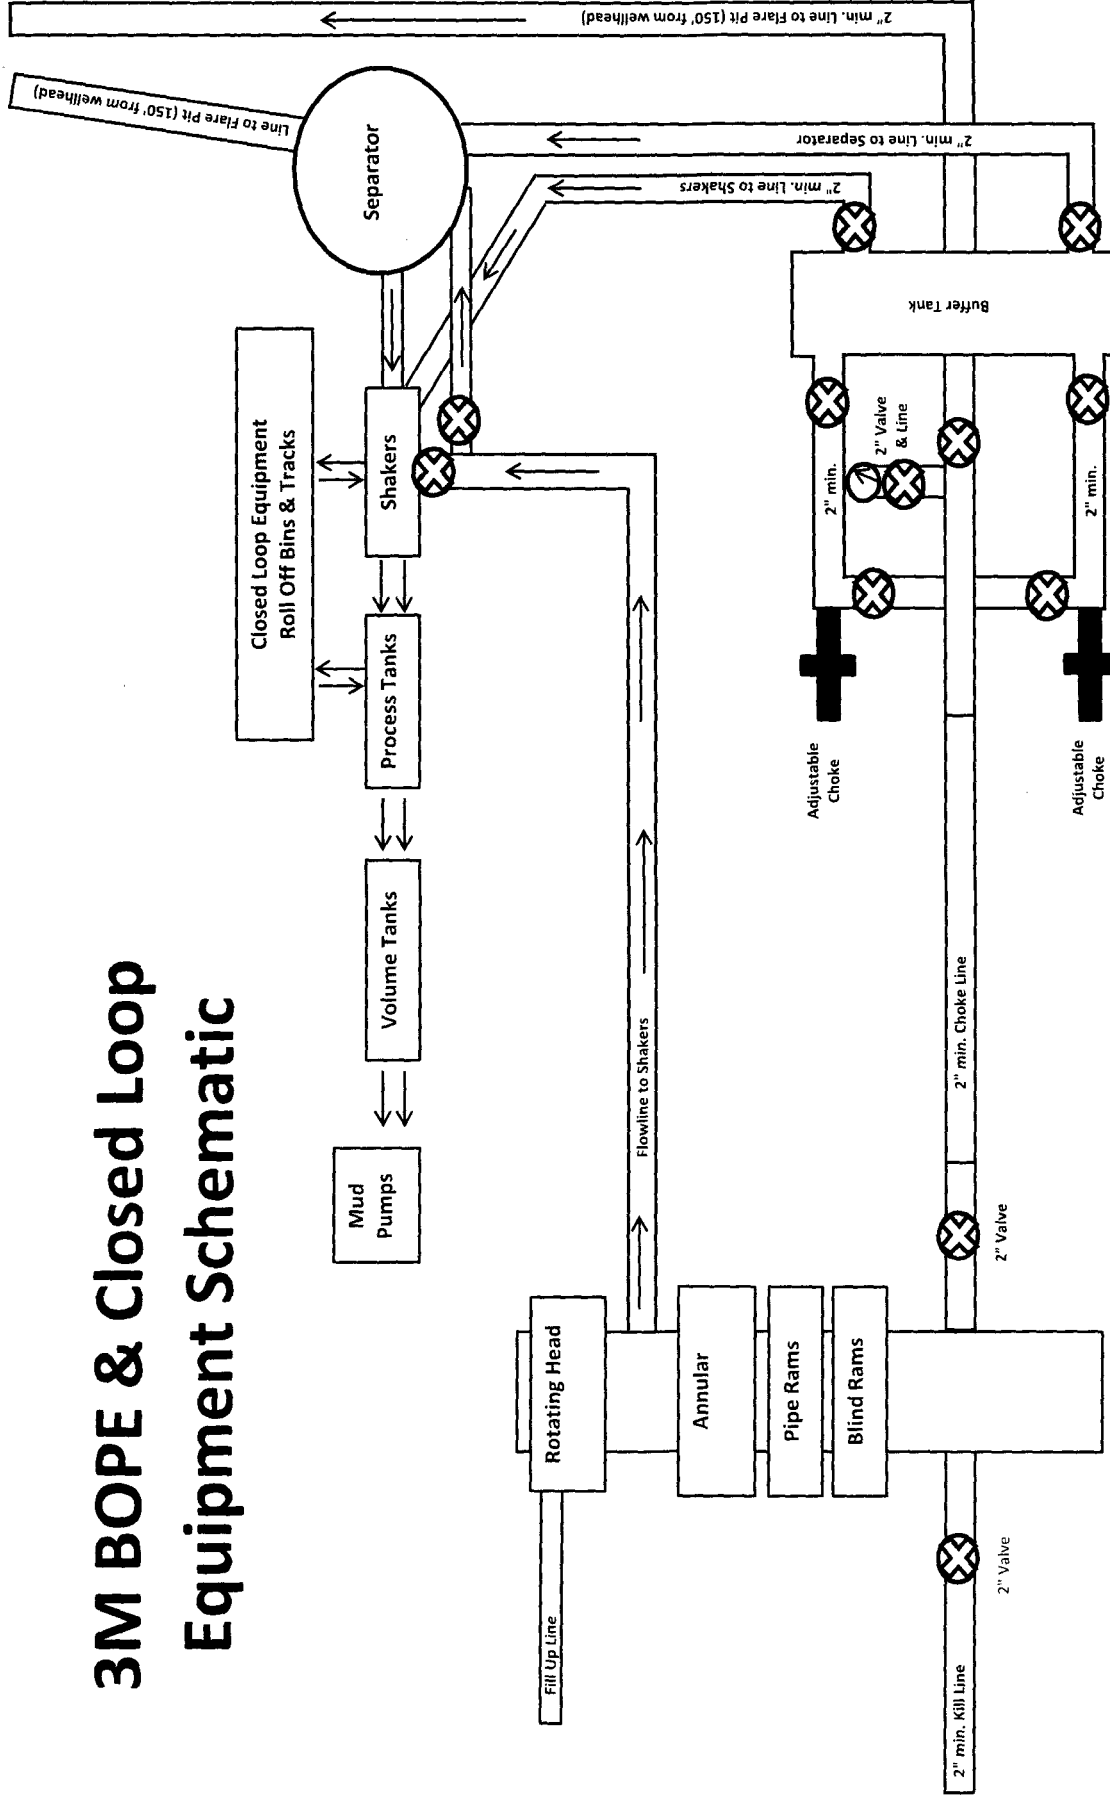 3M BOPE & Closed Loop
Equipment Schematic
Closed Loop Equipment
Roll Off Bins & Tracks
Mud
Pumps
Volume Tanks
Process Tanks
Shakers
Separator
Line to Flare Pit (150' from wellhead)
2" min. Line to Flare Pit (150' from wellhead)
Fill Up Line
Rotating Head
Flowline to Shakers
Annular
Pipe Rams
Blind Rams
2" min. Line to Shakers
2" min. Line to Separator
Adjustable
Choke
2" min.
2" Valve
& Line
Buffer Tank
2" min. Kill Line
2" Valve
2" Valve
2" min. Choke Line
Adjustable
Choke
2" min.